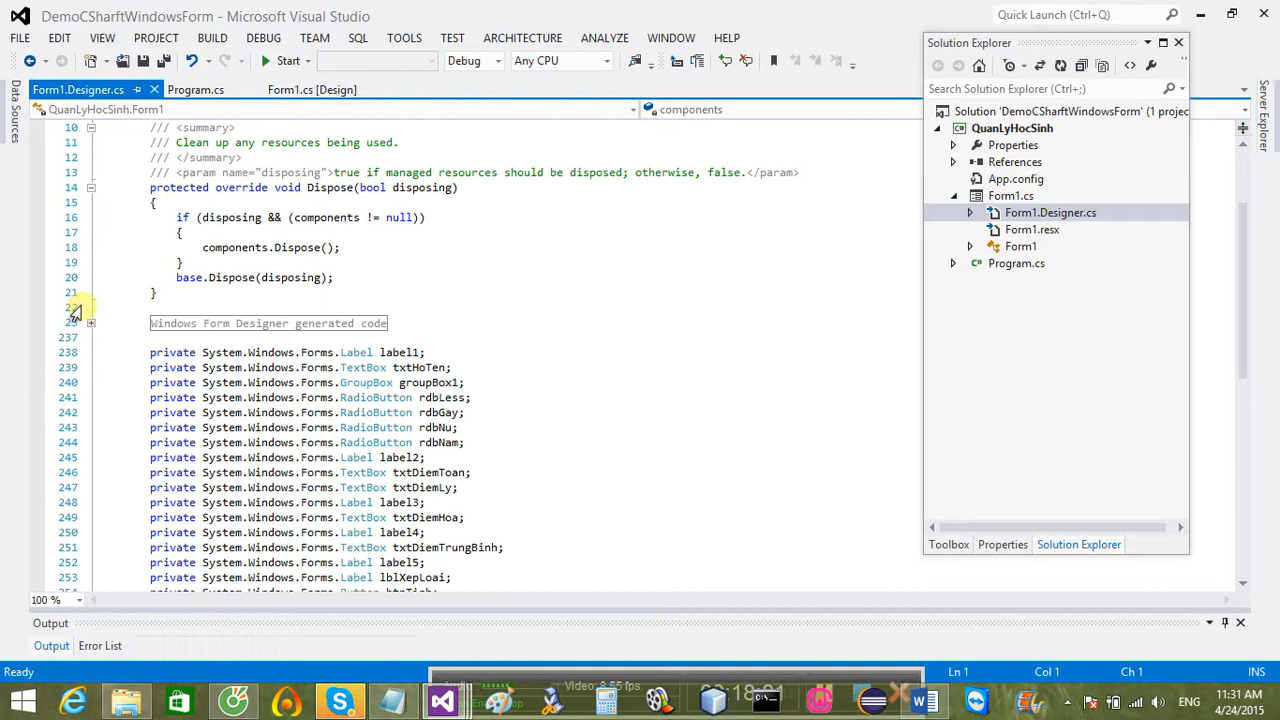 DemoCSharftWindowsForm - Microsoft Visual Studio
Quick Launch (Ctrl+Q)
FILE EDIT VIEW PROJECT BUILD DEBUG TEAM SQL TOOLS TEST ARCHITECTURE ANALYZE WINDOW HELP
Start Debug Any CPU
Solution Explorer
Form1.Designer.cs Program.cs Form1.cs [Design]
Search Solution Explorer (Ctrl+;)
QuanLyHocSinh.Form1 components
Data Sources
Server Explorer
Solution 'DemoCSharftWindowsForm' (1 projec
QuanLyHocSinh
Properties
References
App.config
Form1.cs
Form1.Designer.cs
Form1.resx
Form1
Program.cs
Toolbox Properties Solution Explorer
10 /// <summary>
11 /// Clean up any resources being used.
12 /// </summary>
13 /// <param name="disposing">true if managed resources should be disposed; otherwise, false.</param>
14 protected override void Dispose(bool disposing)
15 {
16 if (disposing && (components != null))
17 {
18 components.Dispose();
19 }
20 base.Dispose(disposing);
21 }
22
23 Windows Form Designer generated code
237
238 private System.Windows.Forms.Label label1;
239 private System.Windows.Forms.TextBox txtHoTen;
240 private System.Windows.Forms.GroupBox groupBox1;
241 private System.Windows.Forms.RadioButton rdbLess;
242 private System.Windows.Forms.RadioButton rdbGay;
243 private System.Windows.Forms.RadioButton rdbNu;
244 private System.Windows.Forms.RadioButton rdbNam;
245 private System.Windows.Forms.Label label2;
246 private System.Windows.Forms.TextBox txtDiemToan;
247 private System.Windows.Forms.TextBox txtDiemLy;
248 private System.Windows.Forms.Label label3;
249 private System.Windows.Forms.TextBox txtDiemHoa;
250 private System.Windows.Forms.Label label4;
251 private System.Windows.Forms.TextBox txtDiemTrungBinh;
252 private System.Windows.Forms.Label label5;
253 private System.Windows.Forms.Label lblXepLoai;
100 %
Output
Output Error List
Ready Ln 1 Col 1 Ch 1 INS
Video: 8.55 fps
ENG
11:31 AM
4/24/2015